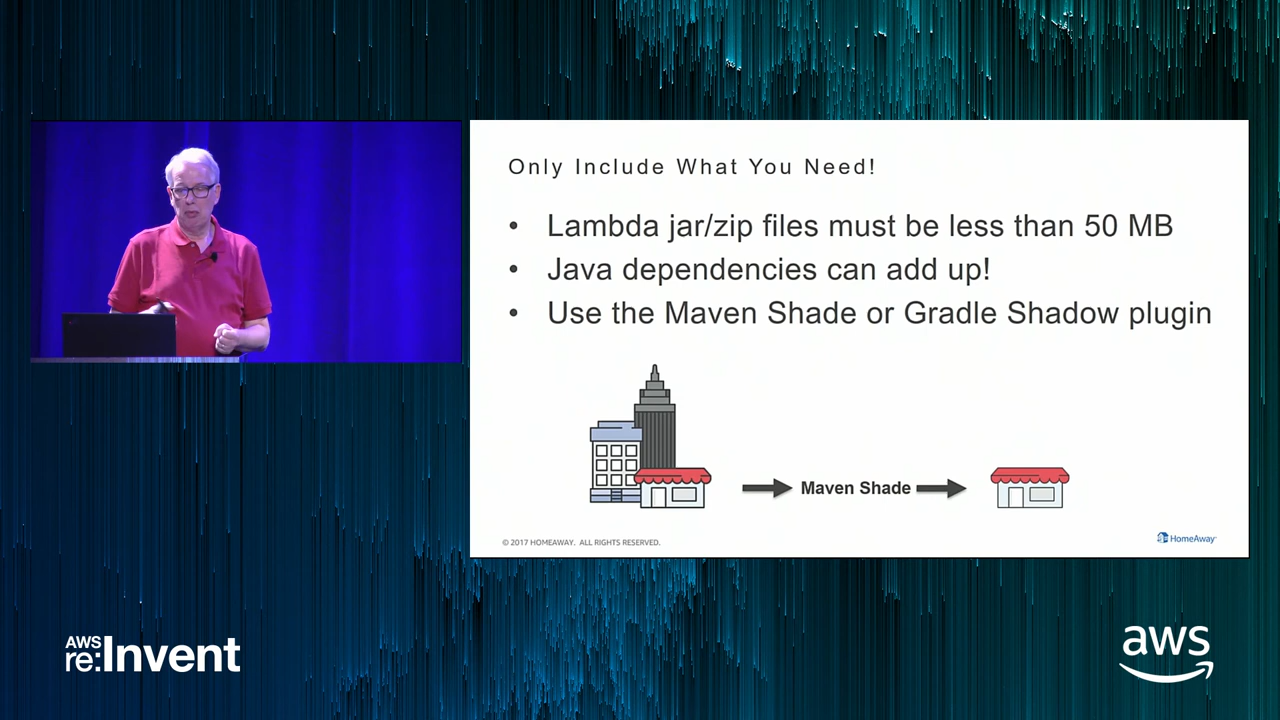 Only Include What You Need!
• Lambda jar/zip files must be less than 50 MB
• Java dependencies can add up!
• Use the Maven Shade or Gradle Shadow plugin
Maven Shade
© 2017 HOMEAWAY. ALL RIGHTS RESERVED.
HomeAway
AWS
re:Invent
aws